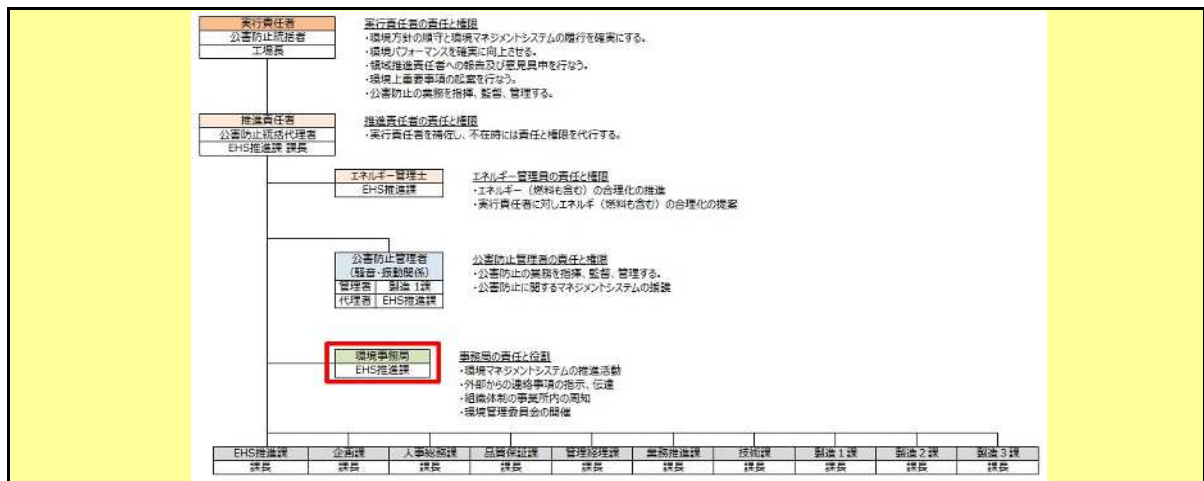 実行責任者
公害防止統括者
工場長
実行責任者の責任と権限
・環境方針の順守と環境マネジメントシステムの履行を確実にする。
・環境パフォーマンスを確実に向上させる。
・領域推進責任者への報告及び意見具申を行なう。
・環境上重要事項の起案を行なう。
・公害防止の業務を指揮、監督、管理する。
推進責任者
公害防止統括代理者
EHS推進課 課長
推進責任者の責任と権限
・実行責任者を補佐し、不在時には責任と権限を代行する。
エネルギー管理士
EHS推進課
エネルギー管理員の責任と権限
・エネルギー（燃料も含む）の合理化の推進
・実行責任者に対しエネルギ（燃料も含む）の合理化の提案
公害防止管理者
（騒音・振動関係）
管理者 製造 1課
代理者 EHS推進課
公害防止管理者の責任と権限
・公害防止の業務を指揮、監督、管理する。
・公害防止に関するマネジメントシステムの援護
環境事務局
EHS推進課
事務局の責任と役割
・環境マネジメントシステムの推進活動
・外部からの連絡事項の指示、伝達
・組織体制の事業所内の周知
・環境管理委員会の開催
EHS推進課 企画課 人事総務課 品質保証課 管理経理課 業務推進課 技術課 製造１課 製造２課 製造３課
課長 課長 課長 課長 課長 課長 課長 課長 課長 課長